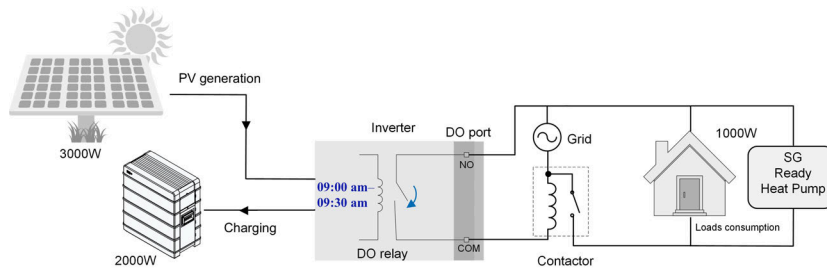 PV generation
3000W
Inverter
DO port
NO
Grid
1000W
SG
Ready
Heat Pump
09:00 am
09:30 am
Charging
2000W
DO relay
COM
Contactor
Loads consumption